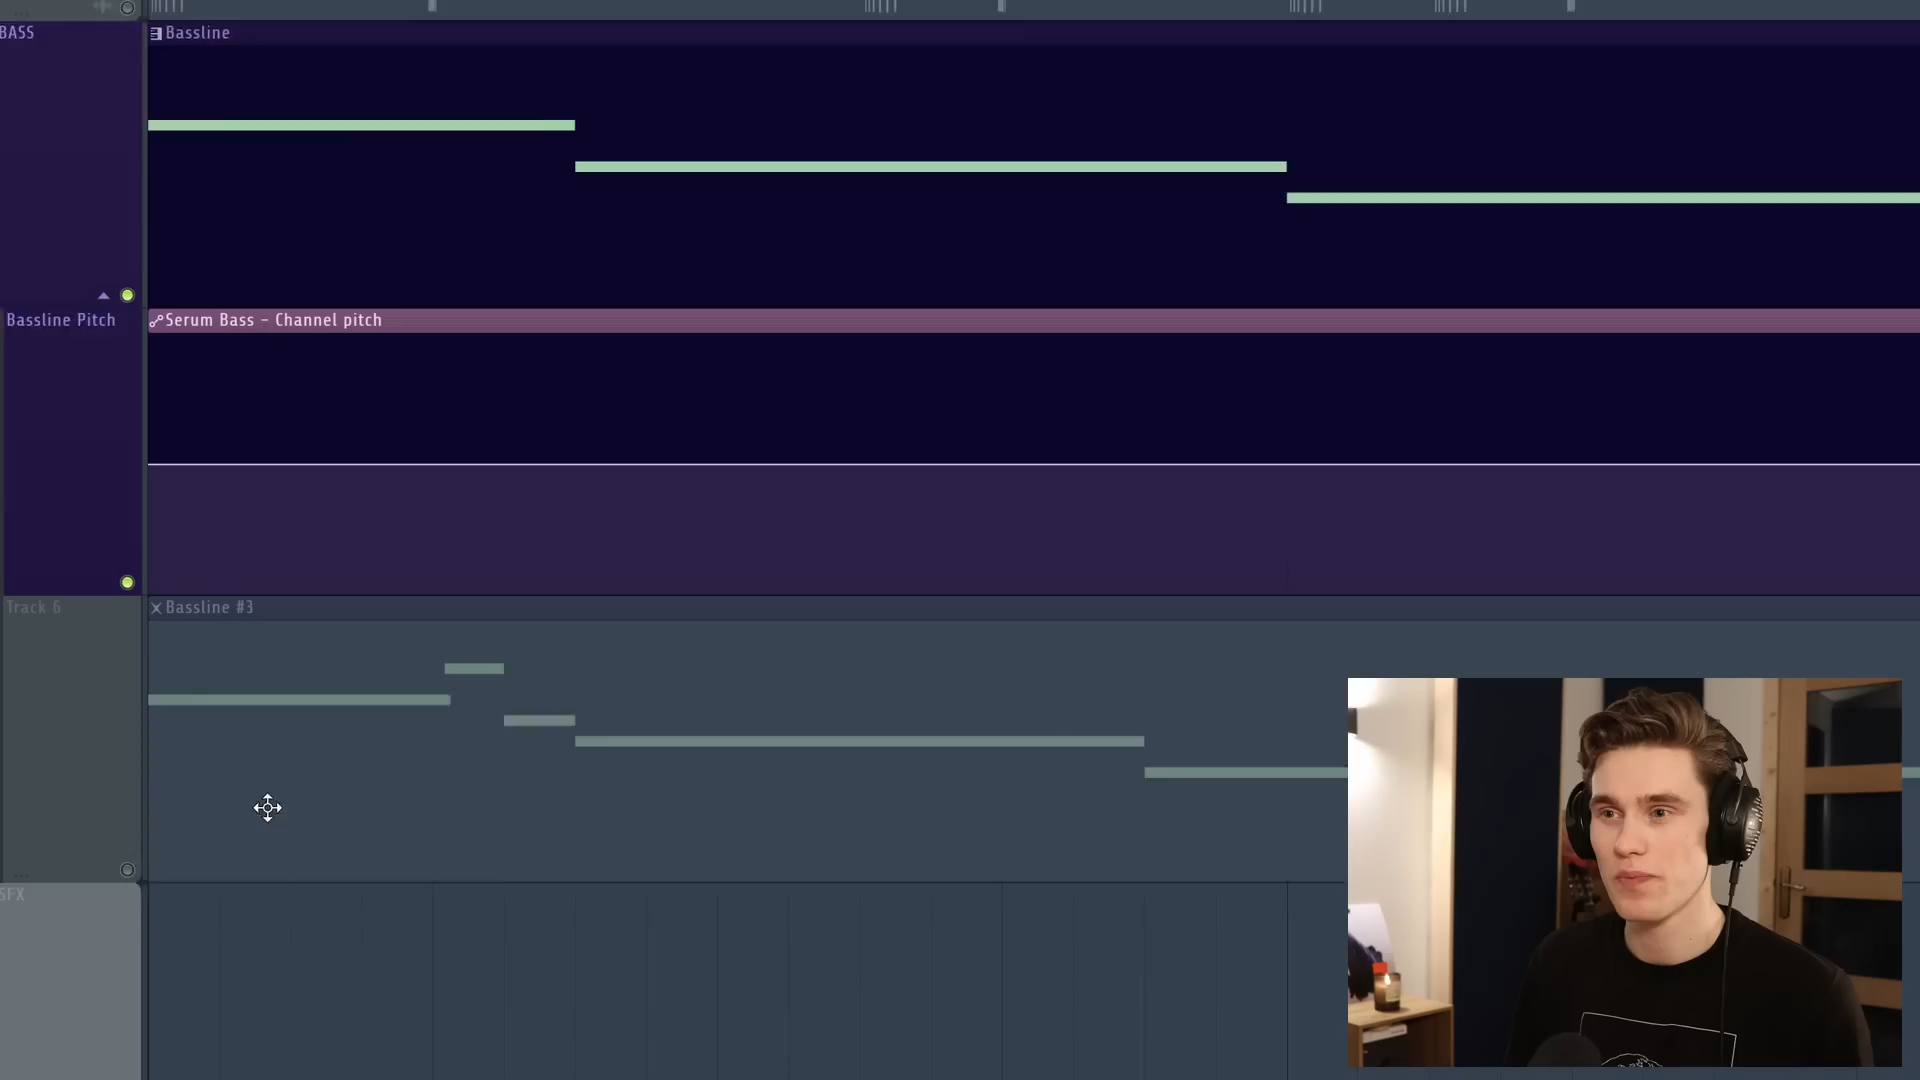 BASS
Bassline
Bassline Pitch
Serum Bass - Channel pitch
Track 6
Bassline #3
SFX